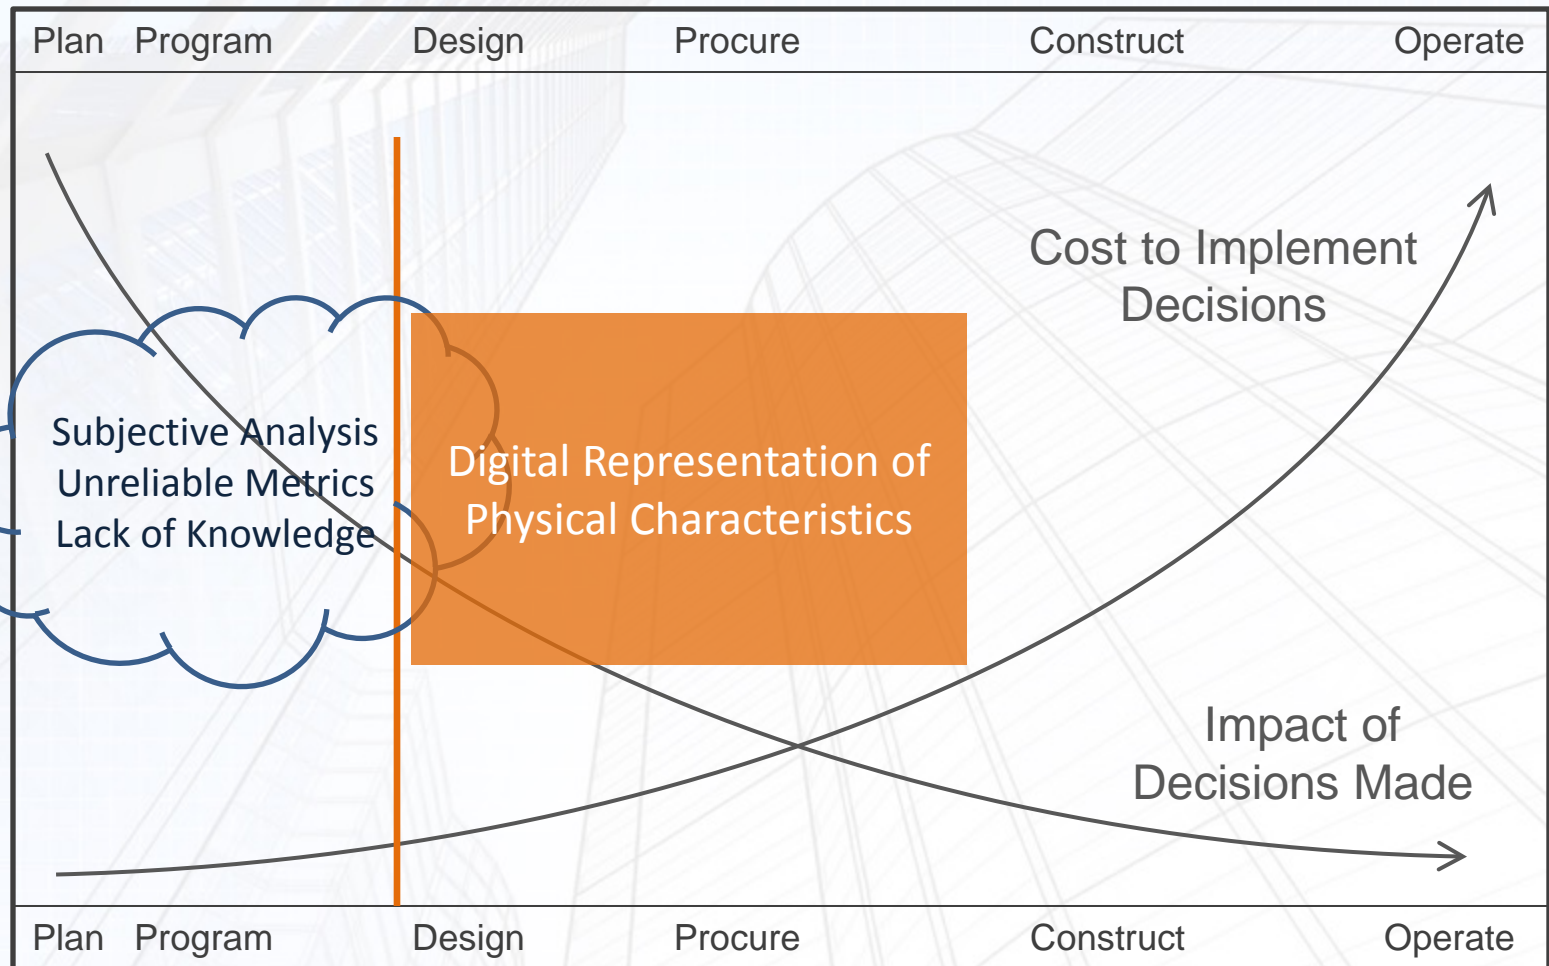 Plan Program Design Procure Construct Operate
Cost to Implement
Decisions
Subjective Analysis
Unreliable Metrics
Lack of Knowledge
Digital Representation of
Physical Characteristics
Impact of
Decisions Made
Plan Program Design Procure Construct Operate